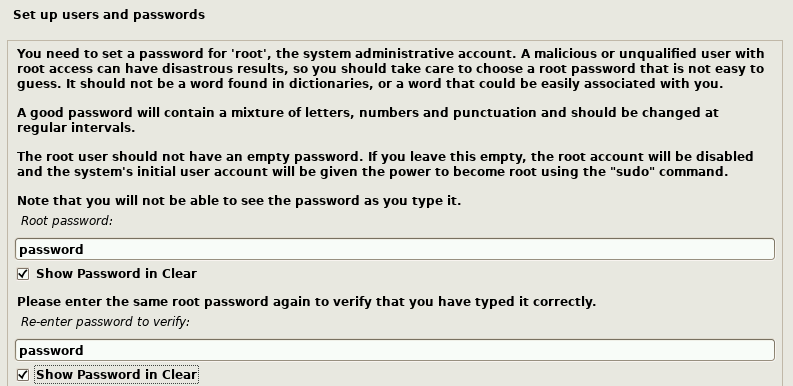 Set up users and passwords
You need to set a password for 'root', the system administrative account. A malicious or unqualified user with
root access can have disastrous results, so you should take care to choose a root password that is not easy to
guess. It should not be a word found in dictionaries, or a word that could be easily associated with you.
A good password will contain a mixture of letters, numbers and punctuation and should be changed at
regular intervals.
The root user should not have an empty password. If you leave this empty, the root account will be disabled
and the system's initial user account will be given the power to become root using the "sudo" command.
Note that you will not be able to see the password as you type it.
Root password:
password
Show Password in Clear
Please enter the same root password again to verify that you have typed it correctly.
Re-enter password to verify:
password
Show Password in Clear